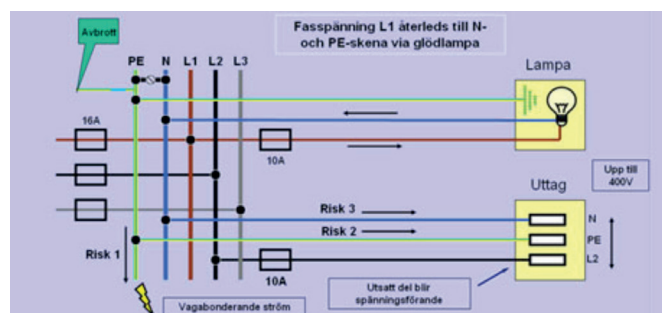 Avbrott
Fasspänning L1 återleds till N-
och PE-skena via glödlampa
PE N L1 L2 L3
Lampa
16A
10A
Upp till
400V
Uttag
Risk 3
N
Risk 2
PE
Risk 1
L2
10A
Utsatt del blir
spänningsförande
Vagabonderande ström